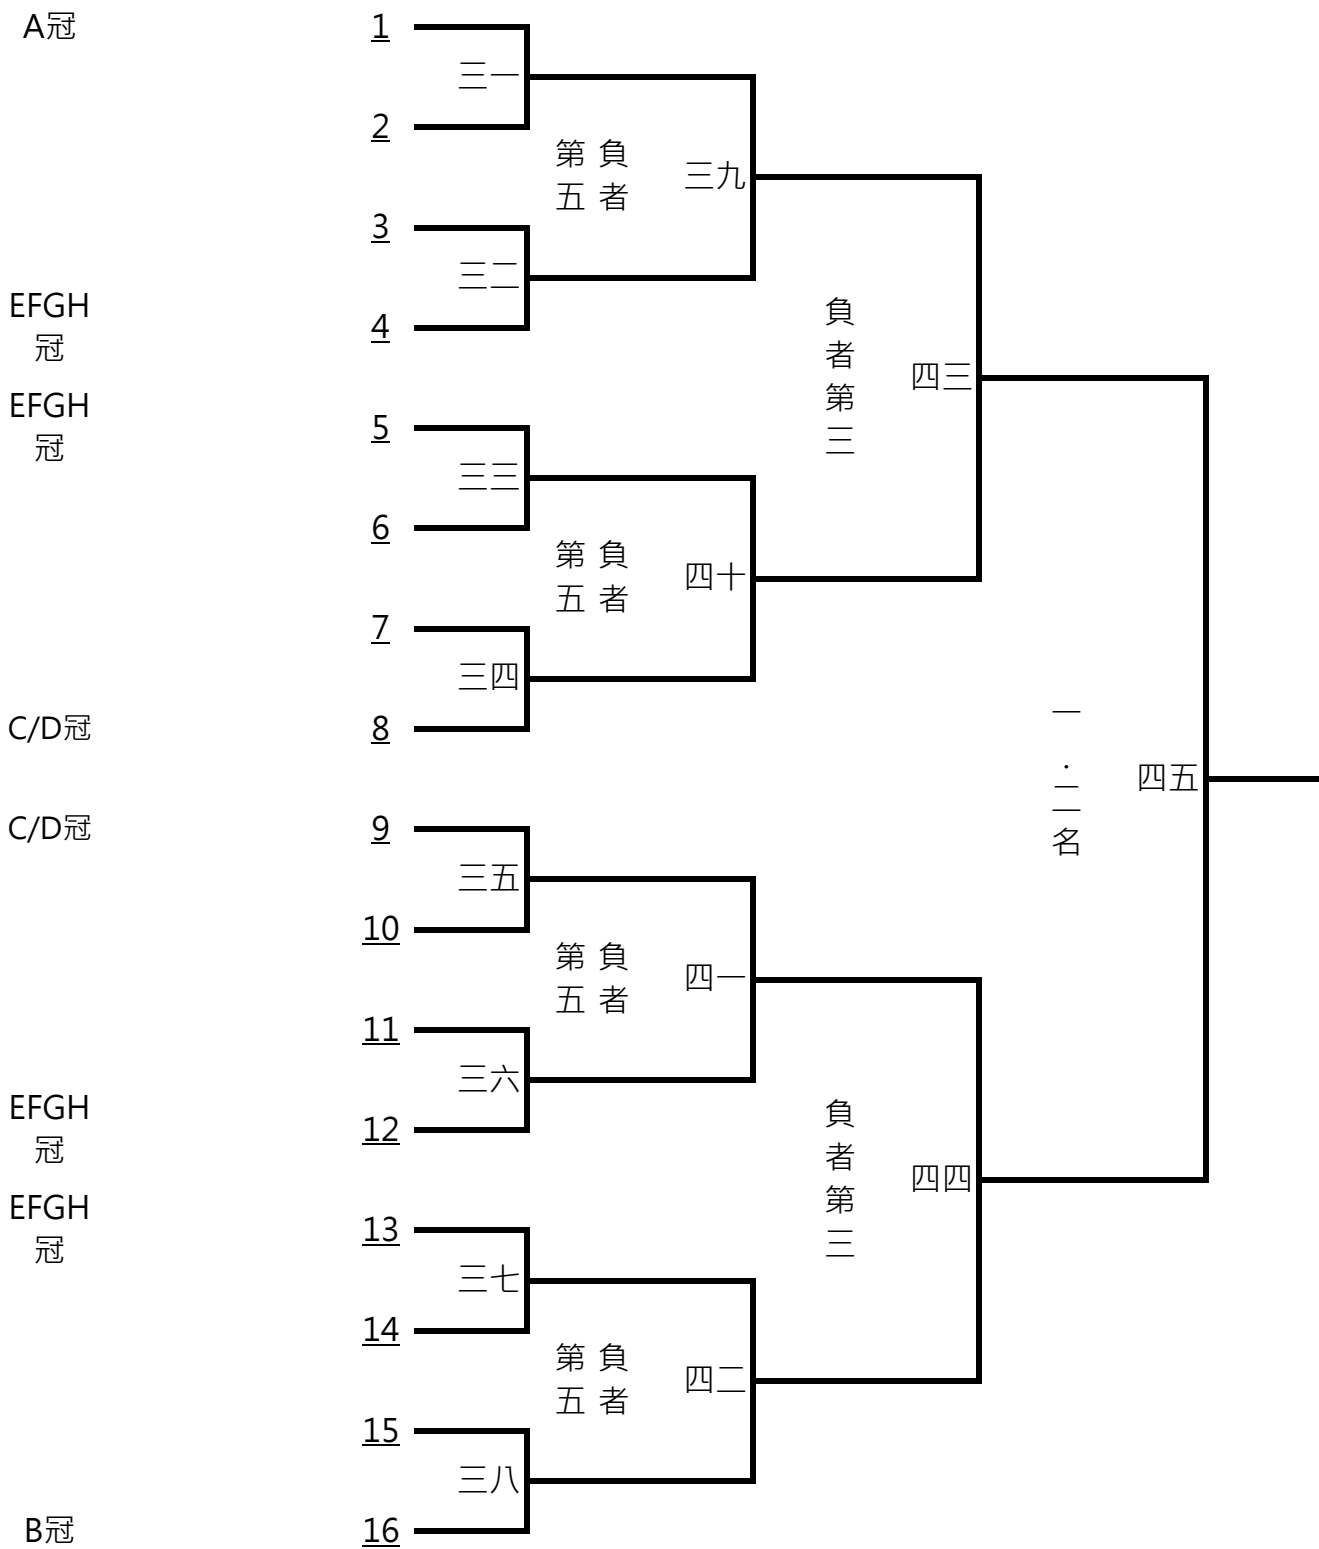 A冠
1
三一
2
第五
負者
三九
3
三二
EFGH
冠
4
負者第三
四三
EFGH
冠
5
三三
6
第五
負者
四十
7
三四
C/D冠
8
一.二名
四五
C/D冠
9
三五
10
第五
負者
四一
11
三六
EFGH
冠
12
負者第三
四四
EFGH
冠
13
三七
14
第五
負者
四二
15
三八
B冠
16